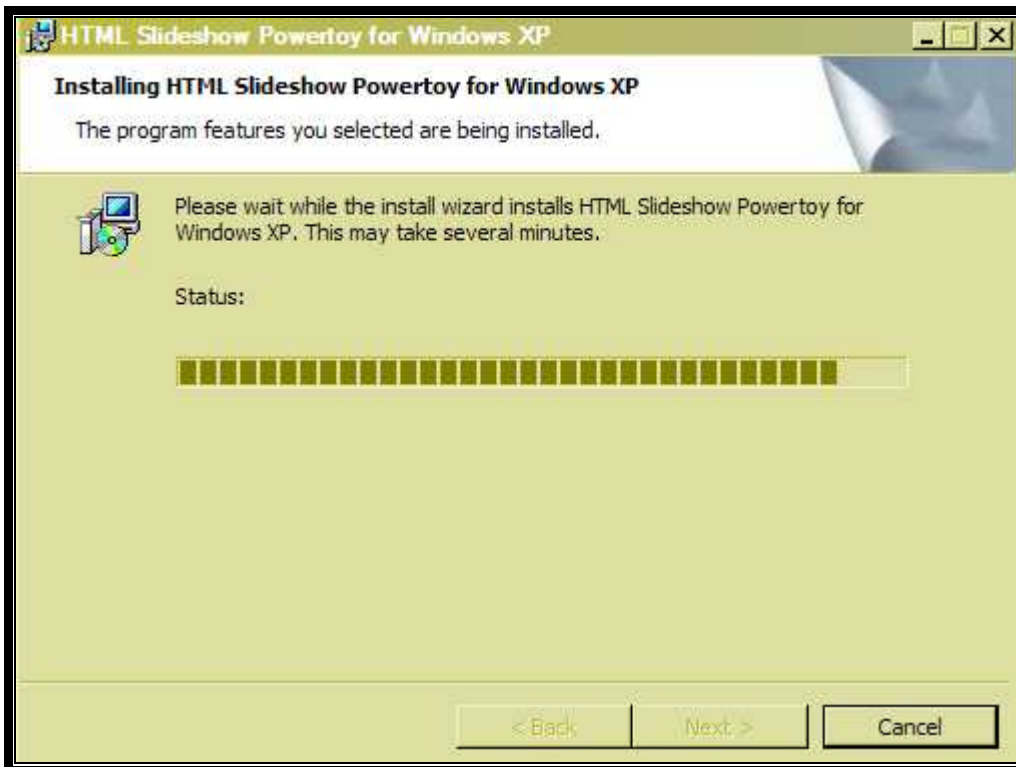 HTML Slideshow Powertoy for Windows XP
Installing HTML Slideshow Powertoy for Windows XP
The program features you selected are being installed.
Please wait while the install wizard installs HTML Slideshow Powertoy for
Windows XP. This may take several minutes.
Status:
< Back Next > Cancel